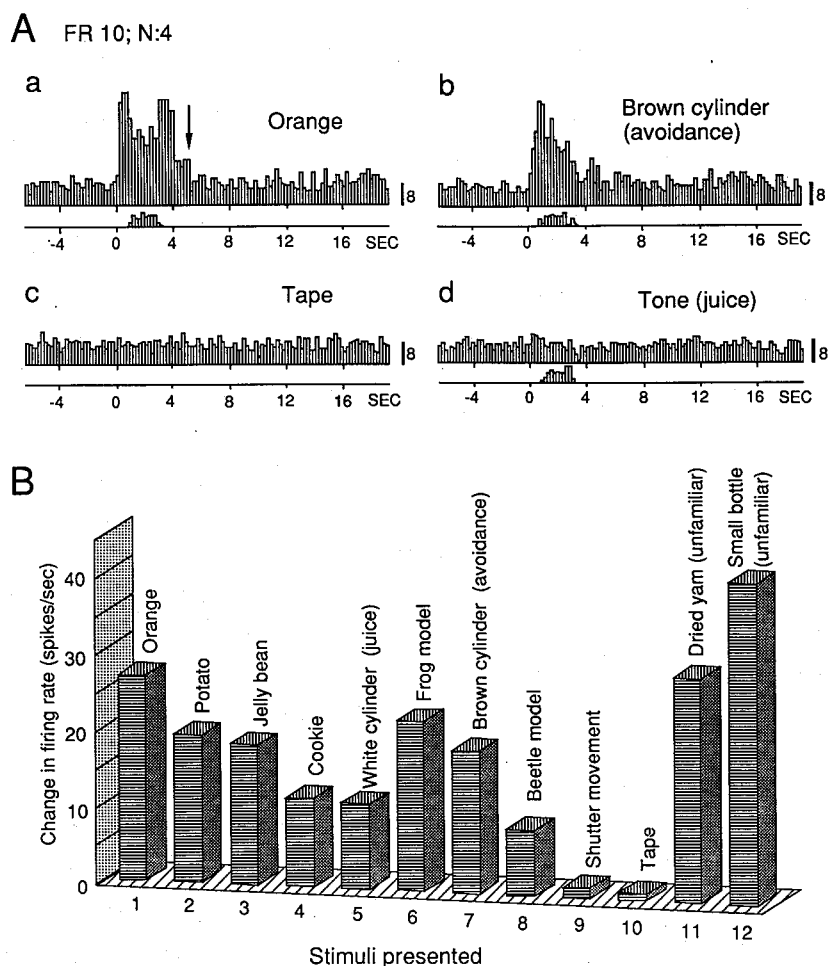 A FR 10; N:4
a
Orange
8
-4 0 4 8 12 16 SEC
b
Brown cylinder
(avoidance)
8
-4 0 4 8 12 16 SEC
c
Tape
8
-4 0 4 8 12 16 SEC
d
Tone (juice)
8
-4 0 4 8 12 16 SEC
B
Change in firing rate (spikes/sec)
40
30
20
10
0
Orange
Potato
Jelly bean
Cookie
White cylinder (juice)
Frog model
Brown cylinder (avoidance)
Beetle model
Shutter movement
Tape
Dried yam (unfamiliar)
Small bottle
(unfamiliar)
1 2 3 4 5 6 7 8 9 10 11 12
Stimuli presented